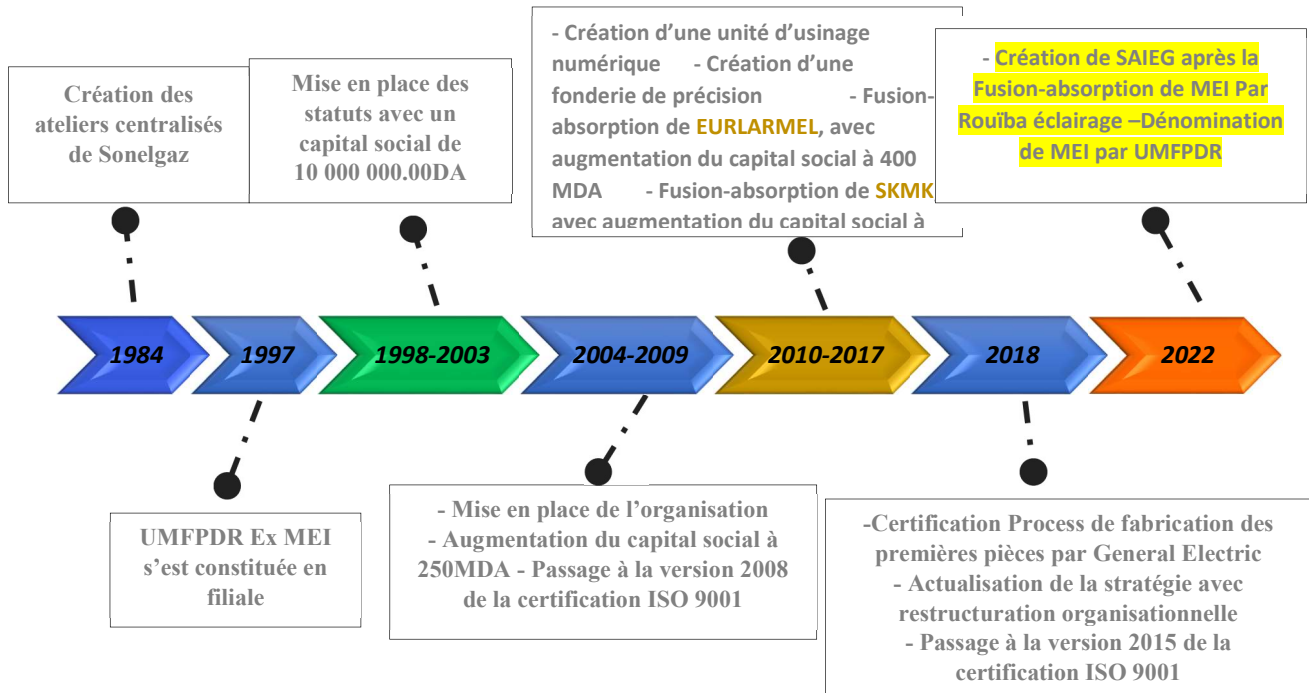 Création des
ateliers centralisés
de Sonelgaz
Mise en place des
statuts avec un
capital social de
10 000 000.00DA
- Création d’une unité d’usinage
numérique - Création d’une
fonderie de précision - Fusion-
absorption de EURLARMEL, avec
augmentation du capital social à 400
MDA - Fusion-absorption de SKMK
avec augmentation du capital social à
- Création de SAIEG après la
Fusion-absorption de MEI Par
Rouïba éclairage –Dénomination
de MEI par UMFPDR
1984
1997
1998-2003
2004-2009
2010-2017
2018
2022
UMFPDR Ex MEI
s’est constituée en
filiale
- Mise en place de l’organisation
- Augmentation du capital social à
250MDA - Passage à la version 2008
de la certification ISO 9001
-Certification Process de fabrication des
premières pièces par General Electric
- Actualisation de la stratégie avec
restructuration organisationnelle
- Passage à la version 2015 de la
certification ISO 9001